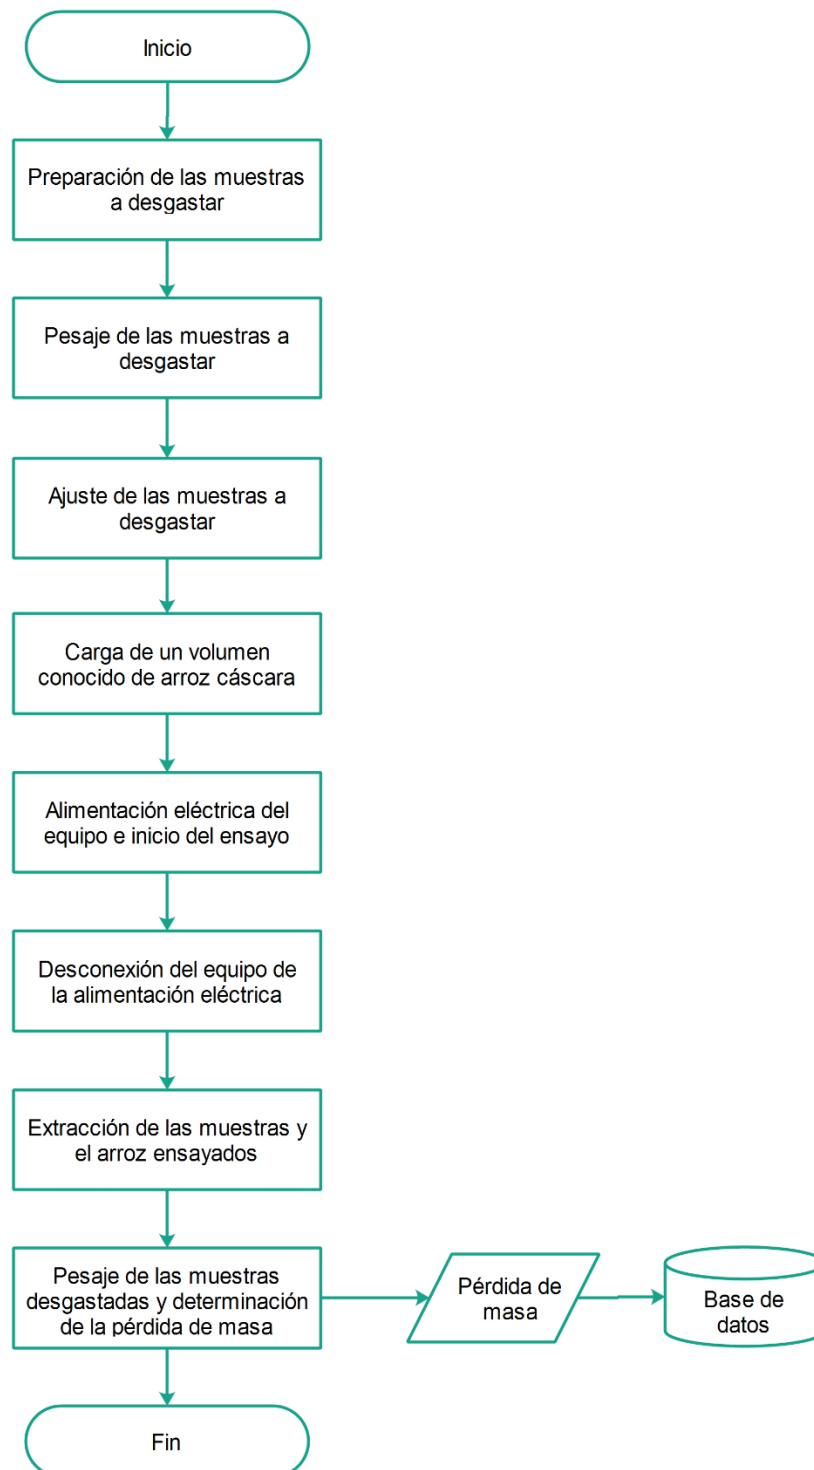 Inicio
Preparación de las muestras
a desgastar
Pesaje de las muestras a
desgastar
Ajuste de las muestras a
desgastar
Carga de un volumen
conocido de arroz cáscara
Alimentación eléctrica del
equipo e inicio del ensayo
Desconexión del equipo de
la alimentación eléctrica
Extracción de las muestras y
el arroz ensayados
Pesaje de las muestras
desgastadas y determinación
de la pérdida de masa
Pérdida de
masa
Base de
datos
Fin